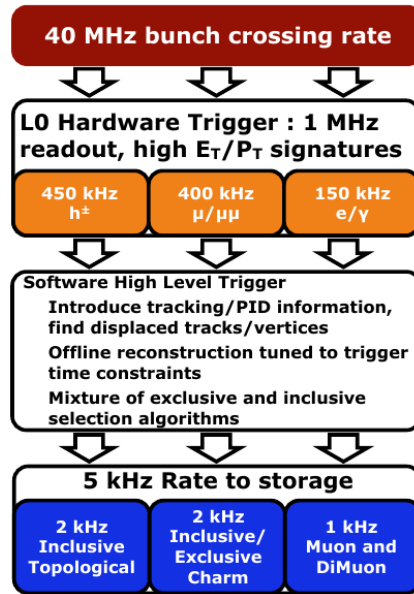 40 MHz bunch crossing rate
L0 Hardware Trigger : 1 MHz
readout, high E_T/P_T signatures
450 kHz
h±
400 kHz
μ/μμ
150 kHz
e/γ
Software High Level Trigger
Introduce tracking/PID information,
find displaced tracks/vertices
Offline reconstruction tuned to trigger
time constraints
Mixture of exclusive and inclusive
selection algorithms
5 kHz Rate to storage
2 kHz
Inclusive
Topological
2 kHz
Inclusive/
Exclusive
Charm
1 kHz
Muon and
DiMuon